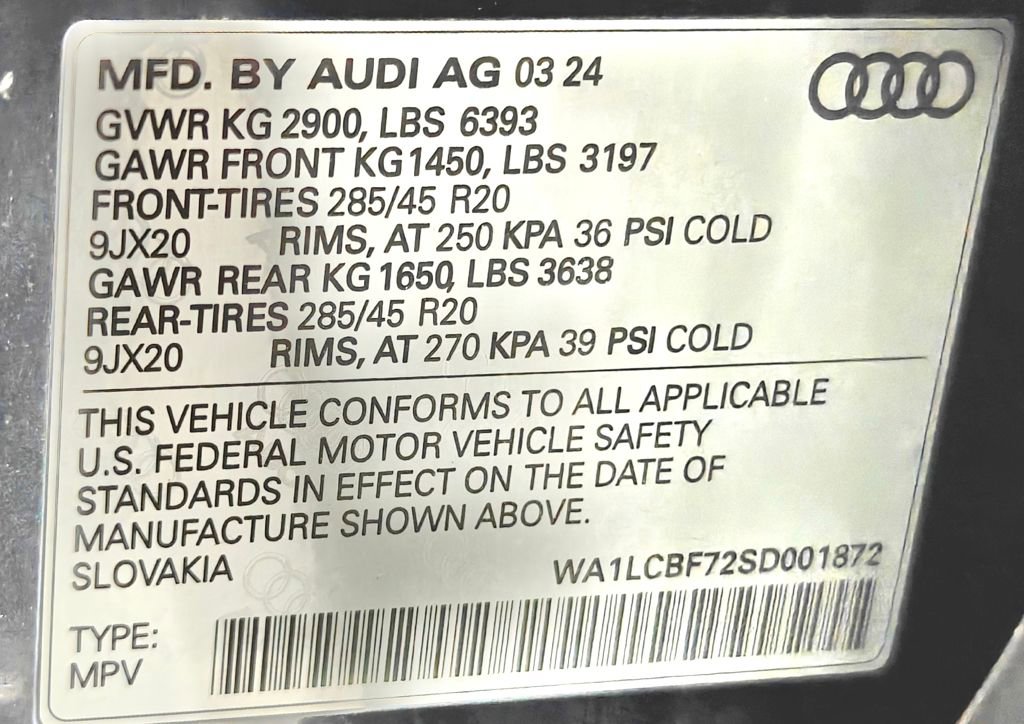 MFD. BY AUDI AG 03 24
GVWR KG 2900, LBS 6393
GAWR FRONT KG1450, LBS 3197
FRONT-TIRES 285/45 R20
9JX20 RIMS, AT 250 KPA 36 PSI COLD
GAWR REAR KG 1650, LBS 3638
REAR-TIRES 285/45 R20
9JX20 RIMS, AT 270 KPA 39 PSI COLD
THIS VEHICLE CONFORMS TO ALL APPLICABLE
U.S. FEDERAL MOTOR VEHICLE SAFETY
STANDARDS IN EFFECT ON THE DATE OF
MANUFACTURE SHOWN ABOVE.
SLOVAKIA WA1LCBF72SD001872
TYPE:
MPV